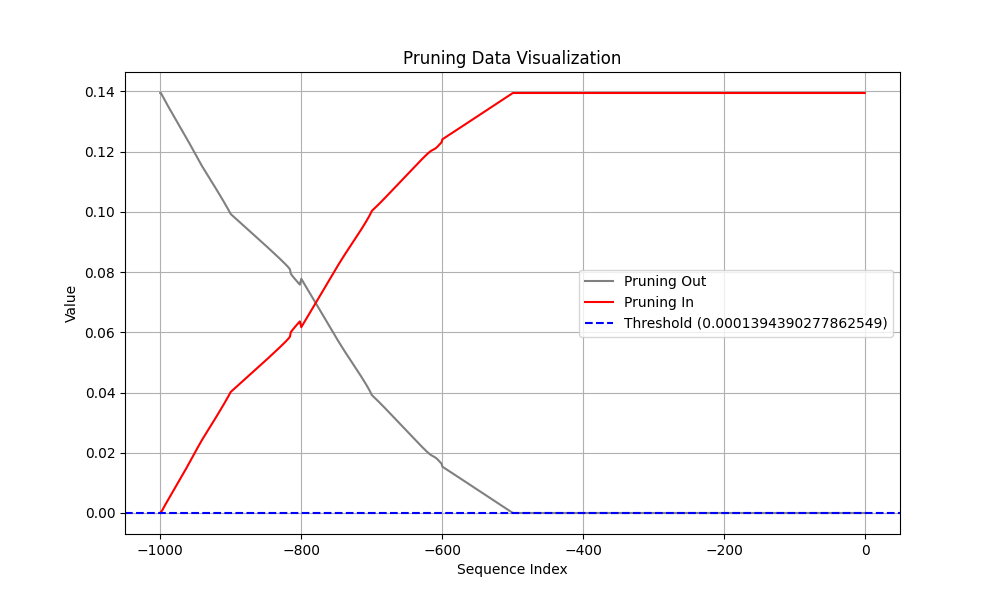 Pruning Data Visualization
0.14
0.12
0.10
0.08
0.06
0.04
0.02
0.00
Value
Pruning Out
Pruning In
Threshold (0.0001394390277862549)
−1000 −800 −600 −400 −200 0
Sequence Index